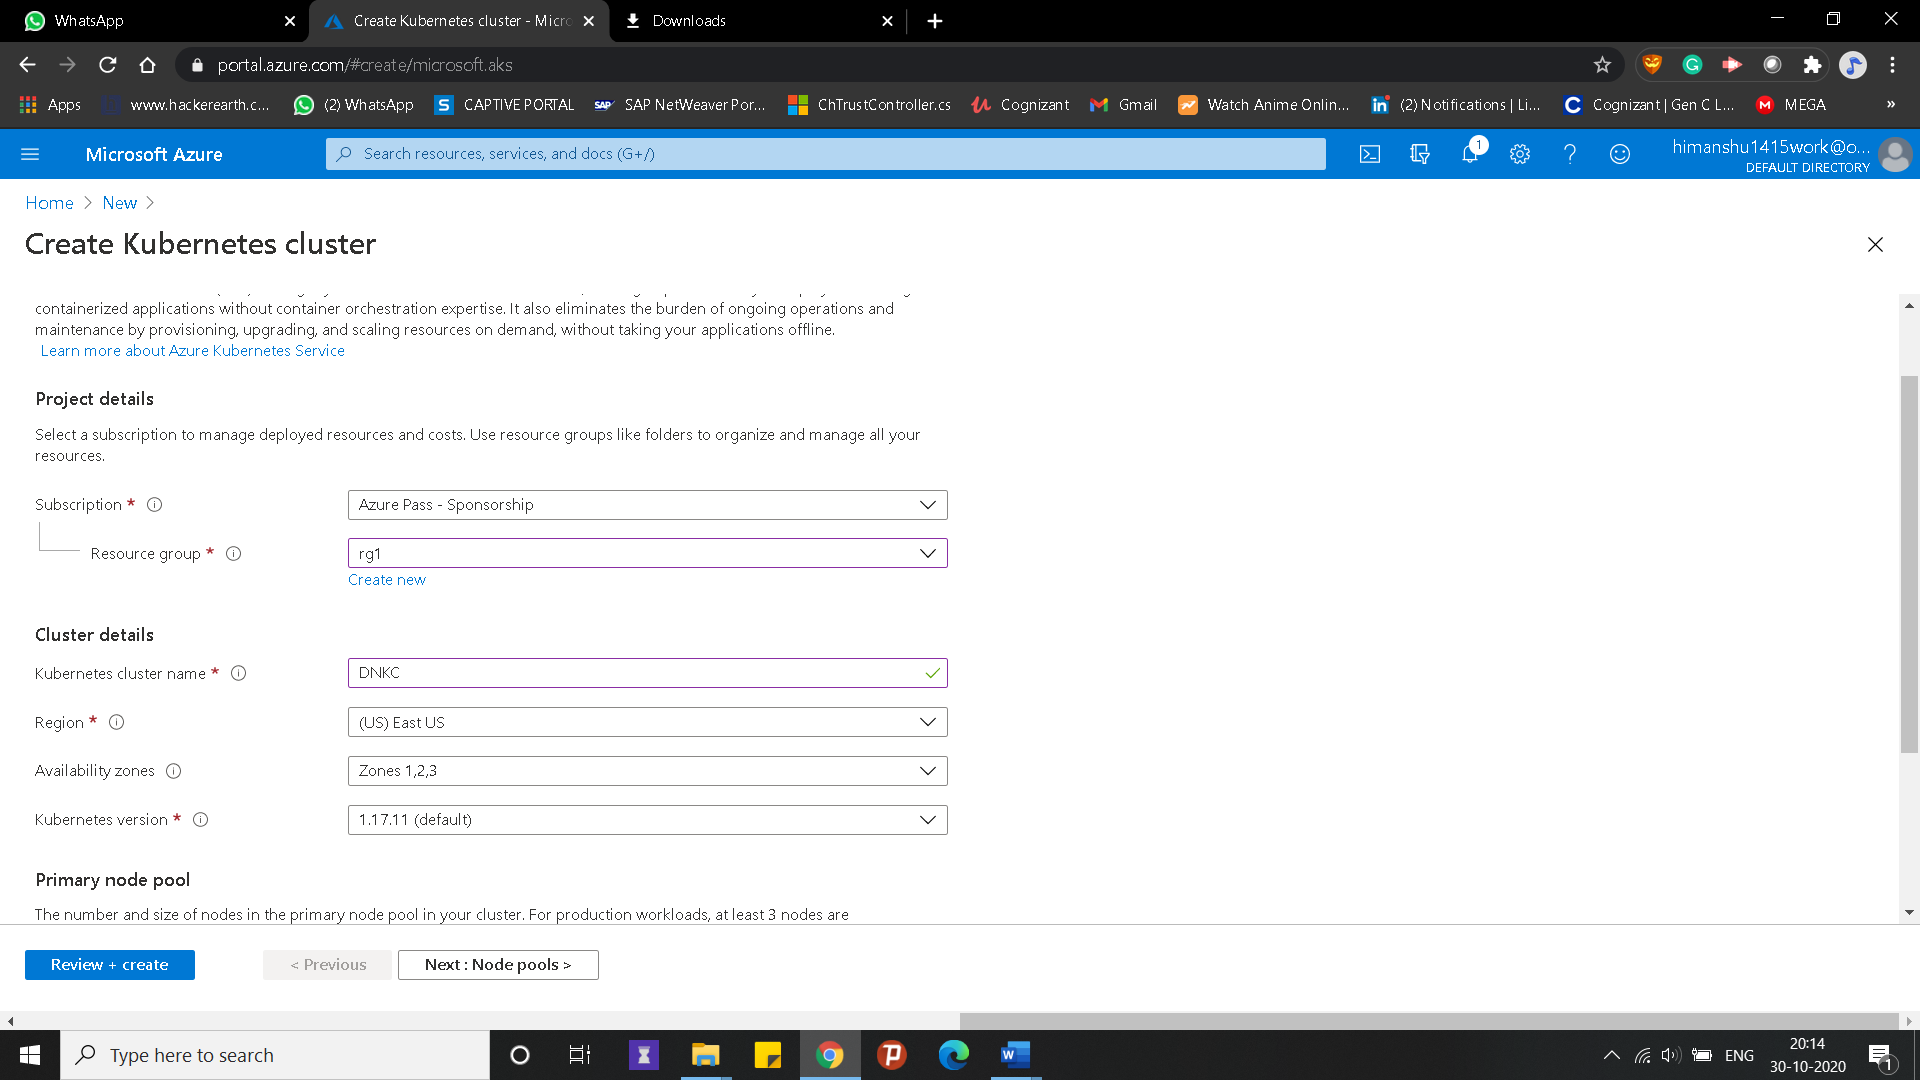 WhatsApp
Create Kubernetes cluster - Micro
Downloads
portal.azure.com/#create/microsoft.aks
Apps
www.hackerearth.c...
(2) WhatsApp
CAPTIVE PORTAL
SAP NetWeaver Por...
ChTrustController.cs
Cognizant
Gmail
Watch Anime Onlin...
(2) Notifications | Li...
Cognizant | Gen C L...
MEGA
»
Microsoft Azure
Search resources, services, and docs (G+/)
1
himanshu1415work@o...
DEFAULT DIRECTORY
Home > New >
Create Kubernetes cluster
containerized applications without container orchestration expertise. It also eliminates the burden of ongoing operations and
maintenance by provisioning, upgrading, and scaling resources on demand, without taking your applications offline.
Learn more about Azure Kubernetes Service
Project details
Select a subscription to manage deployed resources and costs. Use resource groups like folders to organize and manage all your
resources.
Subscription *
Azure Pass - Sponsorship
Resource group *
rg1
Create new
Cluster details
Kubernetes cluster name *
DNKC
Region *
(US) East US
Availability zones
Zones 1,2,3
Kubernetes version *
1.17.11 (default)
Primary node pool
The number and size of nodes in the primary node pool in your cluster. For production workloads, at least 3 nodes are
Review + create
< Previous
Next : Node pools >
Type here to search
ENG
20:14
30-10-2020
1